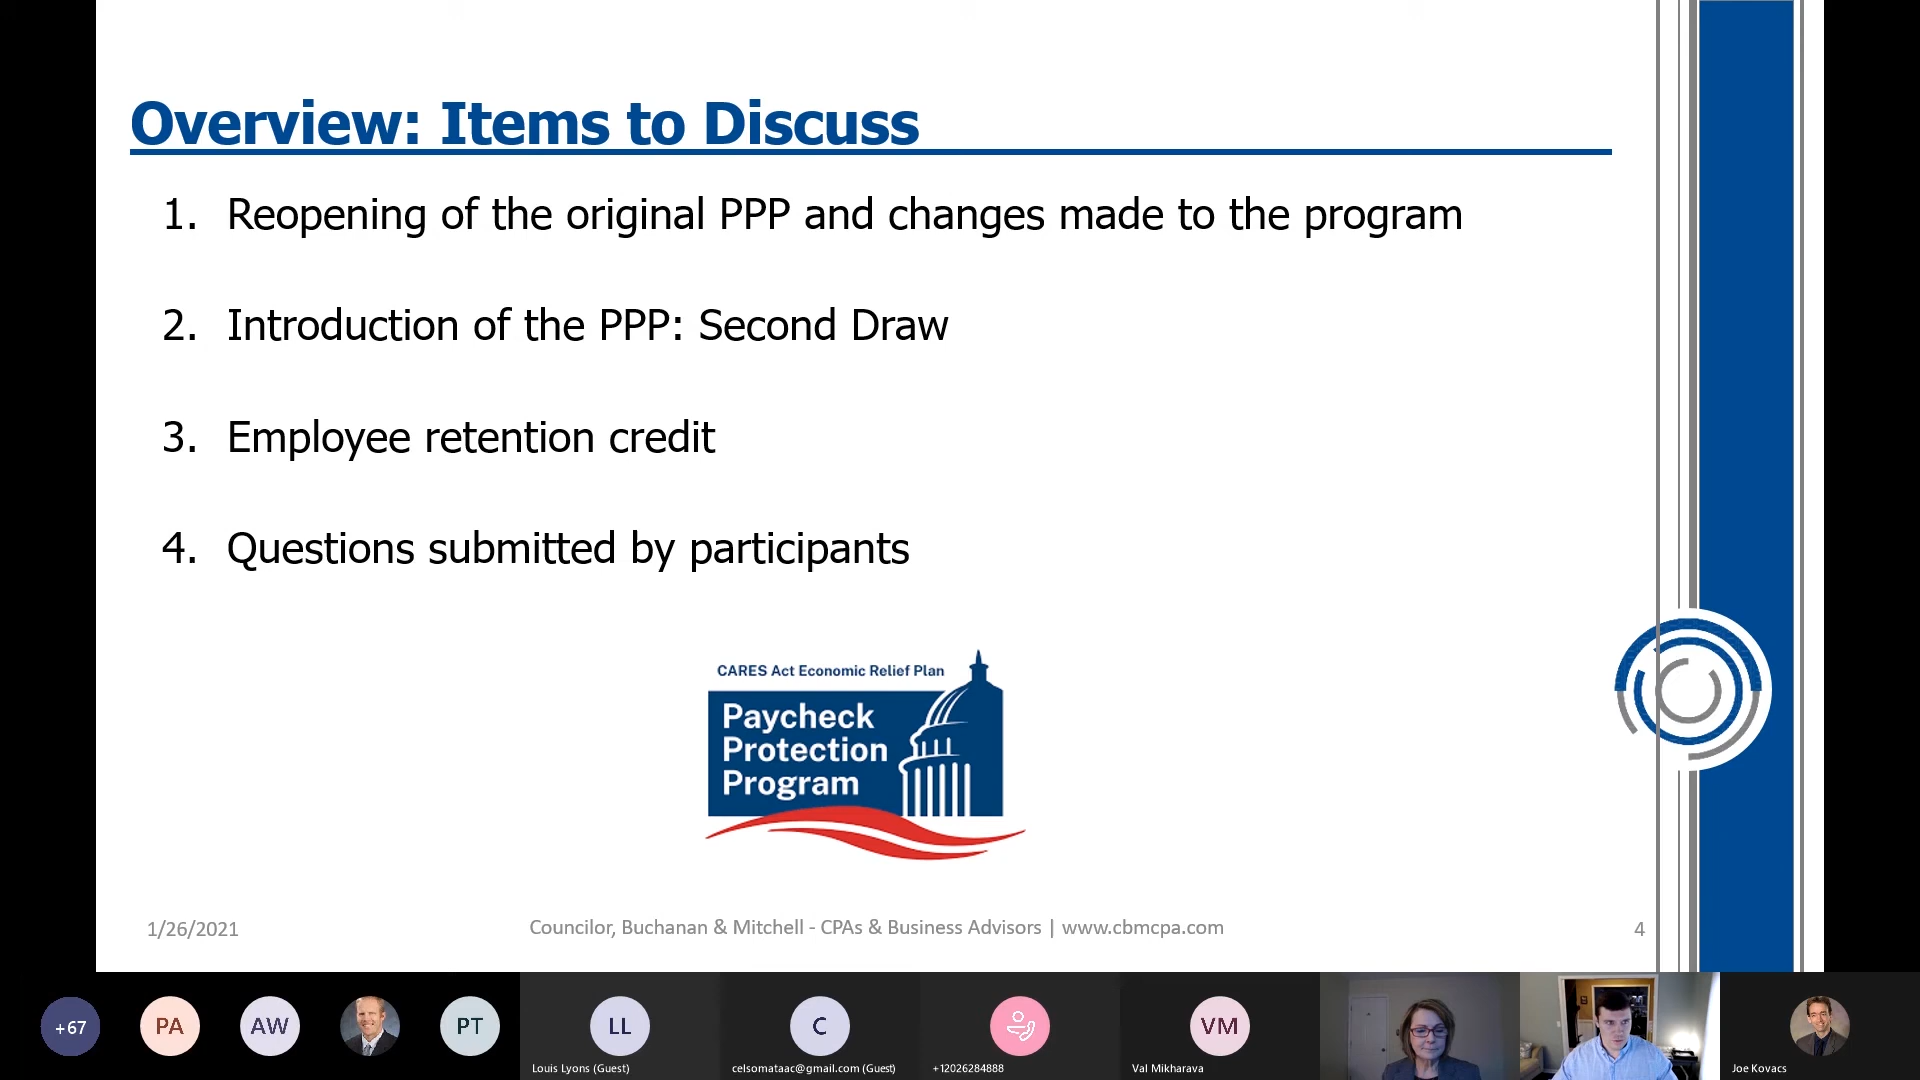 Overview: Items to Discuss
1. Reopening of the original PPP and changes made to the program
2. Introduction of the PPP: Second Draw
3. Employee retention credit
4. Questions submitted by participants
CARES Act Economic Relief Plan
Paycheck
Protection
Program
1/26/2021
Councilor, Buchanan & Mitchell - CPAs & Business Advisors | www.cbmcpa.com
4
+67
PA
AW
PT
LL
C
VM
Louis Lyons (Guest)
celsomataac@gmail.com (Guest)
+12026284888
Val Mikharava
Joe Kovacs